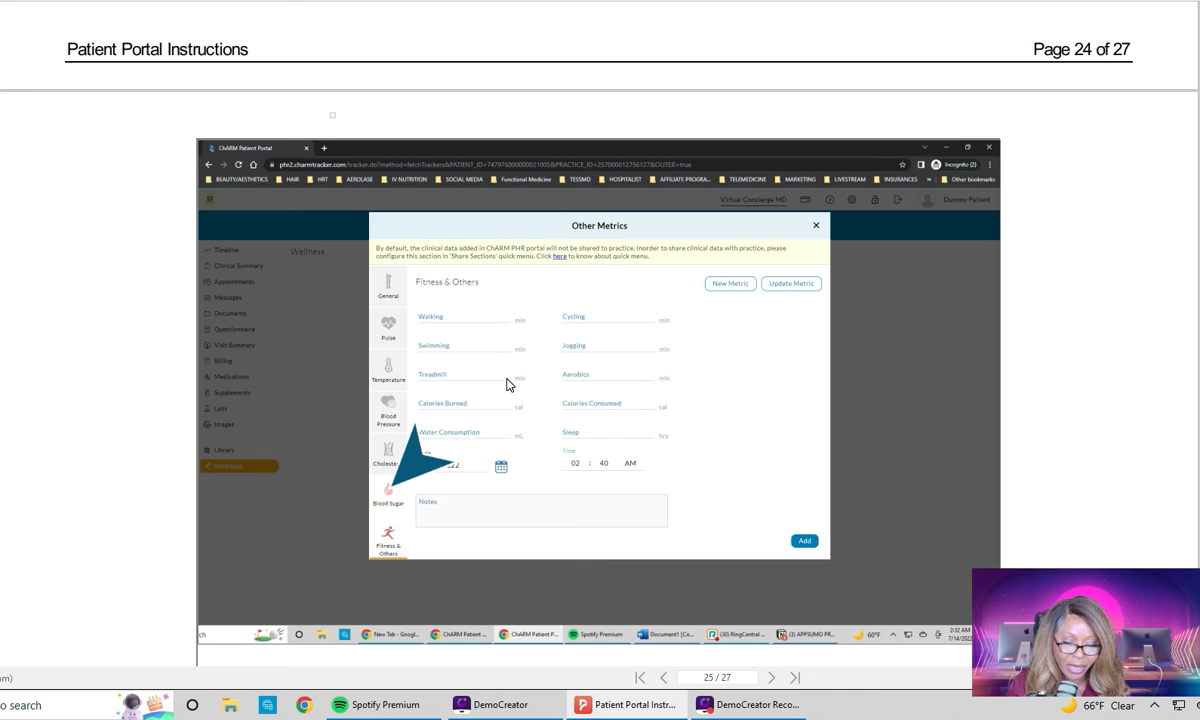 Patient Portal Instructions
Page 24 of 27
ChARM Patient Portal
phr2.charmtracker.com/tracker.do?method=fetchTrackers&PATIENT_ID=74797600000021005&PRACTICE_ID=257000012756127&OUTER=true
Incognito (2)
BEAUTY/AESTHETICS HAIR HRT AEROLASE IV NUTRITION SOCIAL MEDIA Functional Medicine TESSMD HOSPITALIST AFFILIATE PROGRA... TELEMEDICINE MARKETING LIVESTREAM INSURANCES » Other bookmarks
Virtual Concierge MD
Dummy Patient
Other Metrics
By default, the clinical data added in ChARM PHR portal will not be shared to practice. Inorder to share clinical data with practice, please
configure this section in 'Share Sections' quick menu. Click here to know about quick menu.
Timeline
Clinical Summary
Appointments
Messages
Documents
Questionnaire
Visit Summary
Billing
Medications
Supplements
Labs
Images
Library
Wellness
Wellness
General
Pulse
Temperature
Blood
Pressure
Blood Sugar
Fitness &
Others
Fitness & Others
New Metric
Update Metric
Walking min Cycling min
Swimming min Jogging min
Treadmill min Aerobics min
Calories Burned cal Calories Consumed cal
Water Consumption mL Sleep hrs
Time
02 : 40 AM
Notes
Add
New Tab - Googl... ChARM Patient ... ChARM Patient P... Spotify Premium Document1 [Co... (30) RingCentral ... (3) APPSUMO PR... 60°F
2:32 AM
25 / 27
o search
Spotify Premium
DemoCreator
Patient Portal Instr...
DemoCreator Reco...
66°F Clear